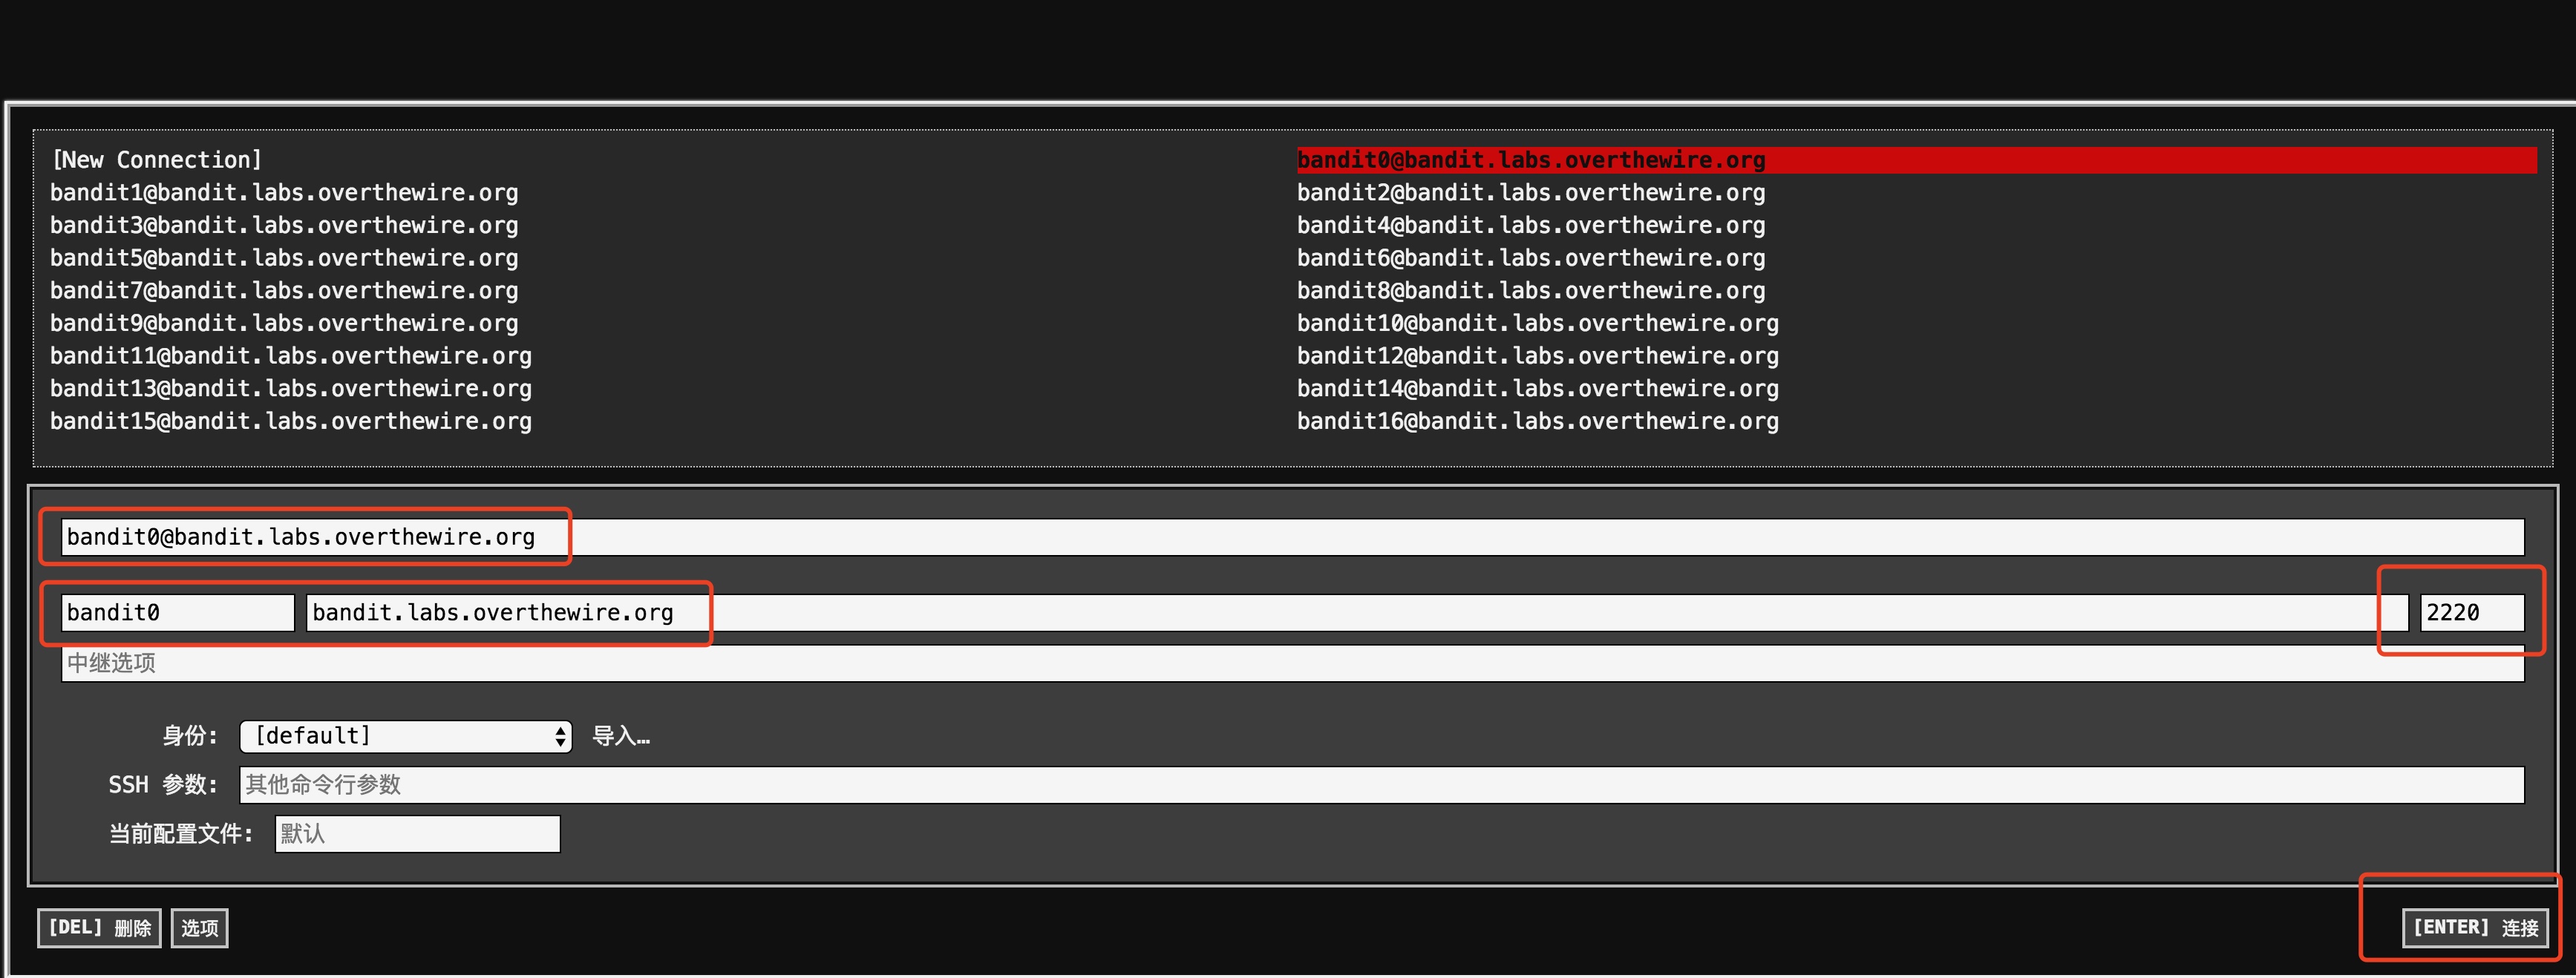 [New Connection] bandit0@bandit.labs.overthewire.org
bandit1@bandit.labs.overthewire.org bandit2@bandit.labs.overthewire.org
bandit3@bandit.labs.overthewire.org bandit4@bandit.labs.overthewire.org
bandit5@bandit.labs.overthewire.org bandit6@bandit.labs.overthewire.org
bandit7@bandit.labs.overthewire.org bandit8@bandit.labs.overthewire.org
bandit9@bandit.labs.overthewire.org bandit10@bandit.labs.overthewire.org
bandit11@bandit.labs.overthewire.org bandit12@bandit.labs.overthewire.org
bandit13@bandit.labs.overthewire.org bandit14@bandit.labs.overthewire.org
bandit15@bandit.labs.overthewire.org bandit16@bandit.labs.overthewire.org
bandit0@bandit.labs.overthewire.org
bandit0 bandit.labs.overthewire.org 2220
中继选项
身份: [default] 导入…
SSH 参数: 其他命令行参数
当前配置文件: 默认
[DEL] 删除 选项 [ENTER] 连接